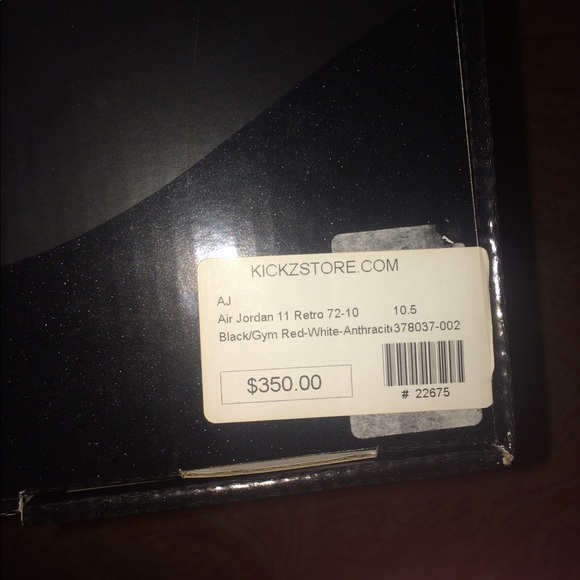 KICKZSTORE.COM
AJ
Air Jordan 11 Retro 72-10 10.5
Black/Gym Red-White-Anthracit 378037-002
$350.00
# 22675